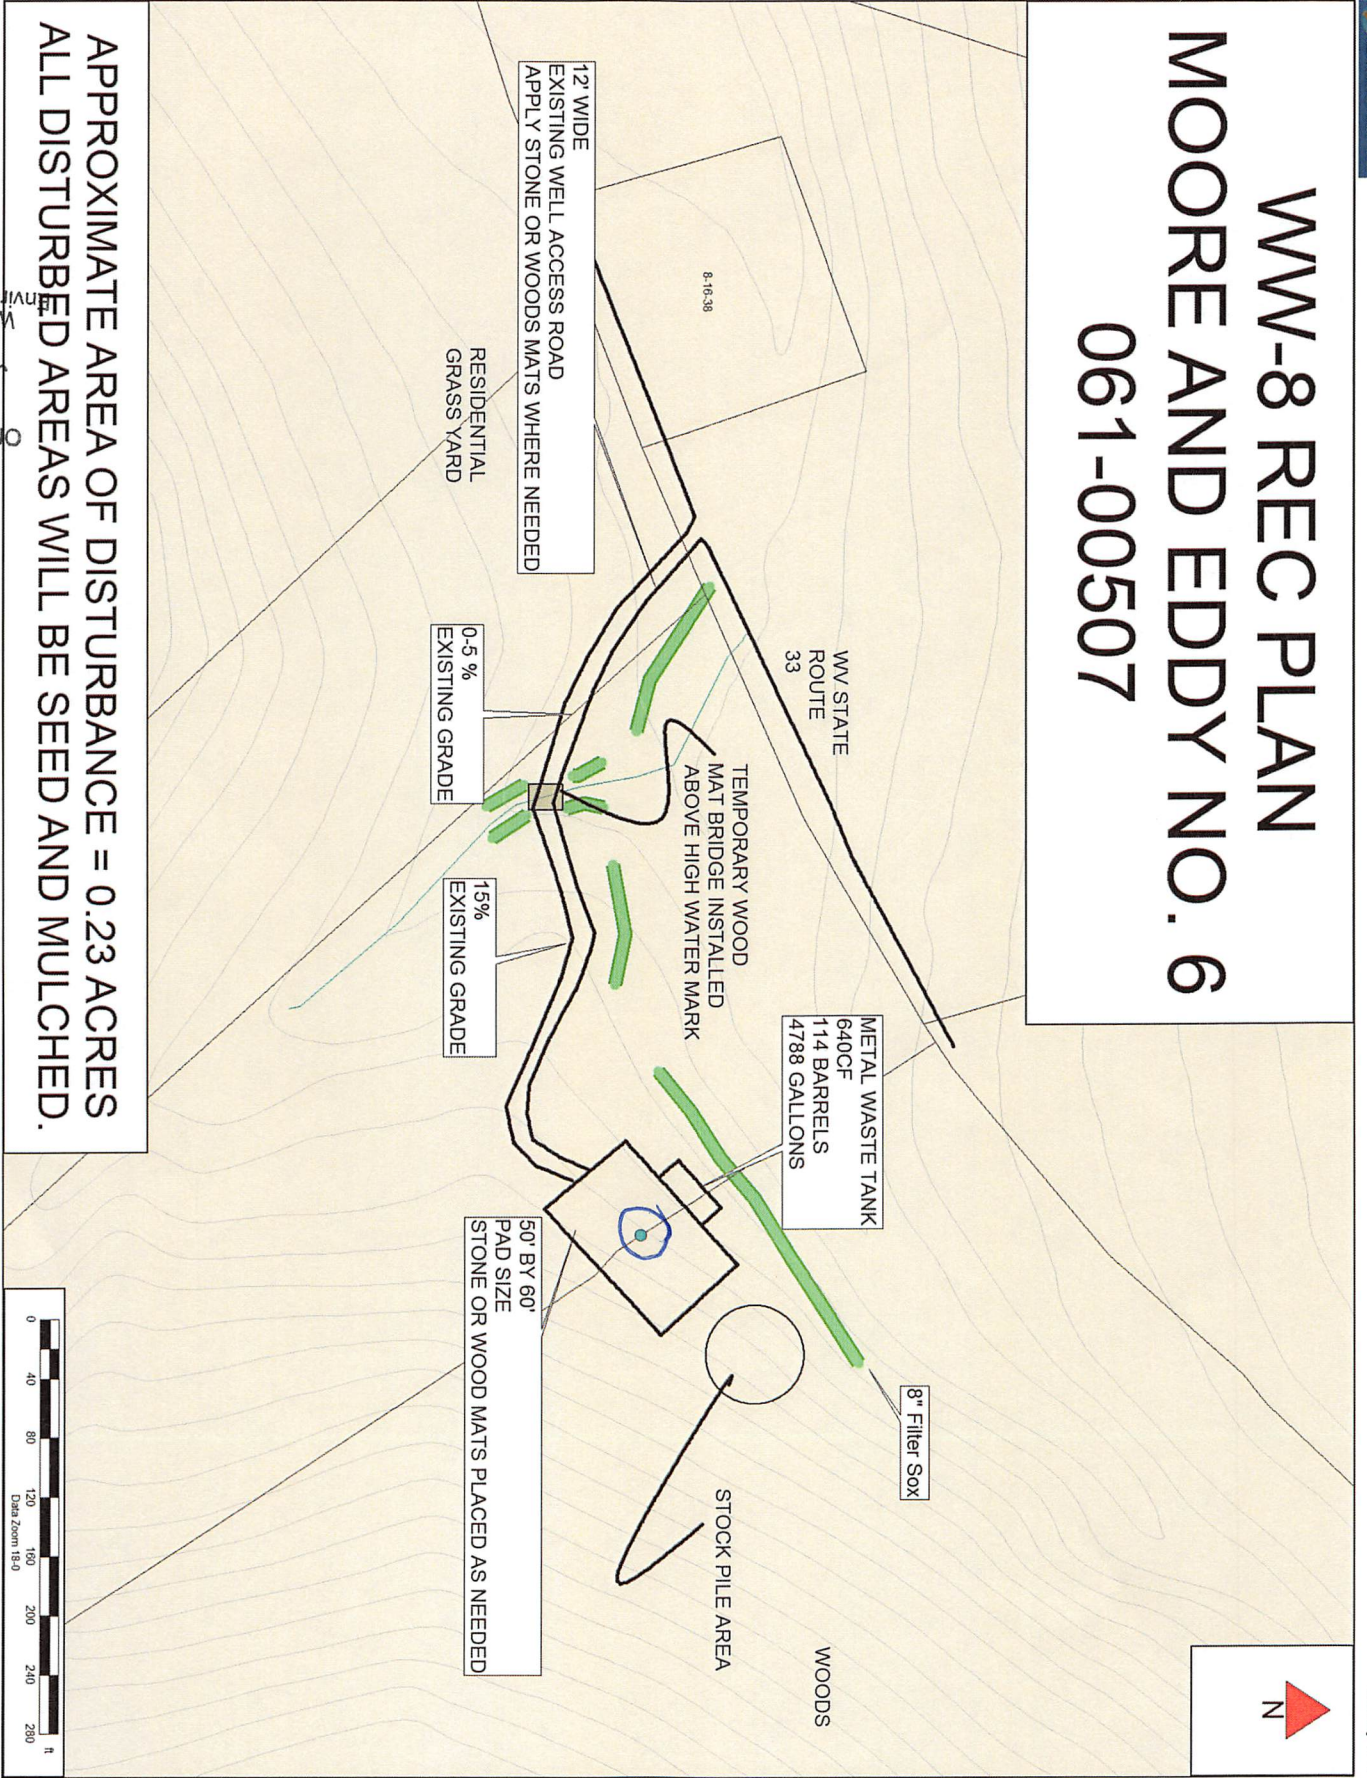 WW-8 REC PLAN
MOORE AND EDDY NO. 6
061-00507
N
8-16-38
12' WIDE
EXISTING WELL ACCESS ROAD
APPLY STONE OR WOODS MATS WHERE NEEDED
RESIDENTIAL
GRASS YARD
WV STATE
ROUTE
33
0-5 %
EXISTING GRADE
TEMPORARY WOOD
MAT BRIDGE INSTALLED
ABOVE HIGH WATER MARK
15%
EXISTING GRADE
METAL WASTE TANK
640CF
114 BARRELS
4788 GALLONS
8" Filter Sox
50' BY 60'
PAD SIZE
STONE OR WOOD MATS PLACED AS NEEDED
STOCK PILE AREA
WOODS
APPROXIMATE AREA OF DISTURBANCE = 0.23 ACRES
ALL DISTURBED AREAS WILL BE SEED AND MULCHED.
0 40 80 120 160 200 240 280 ft
Data Zoom 18-0